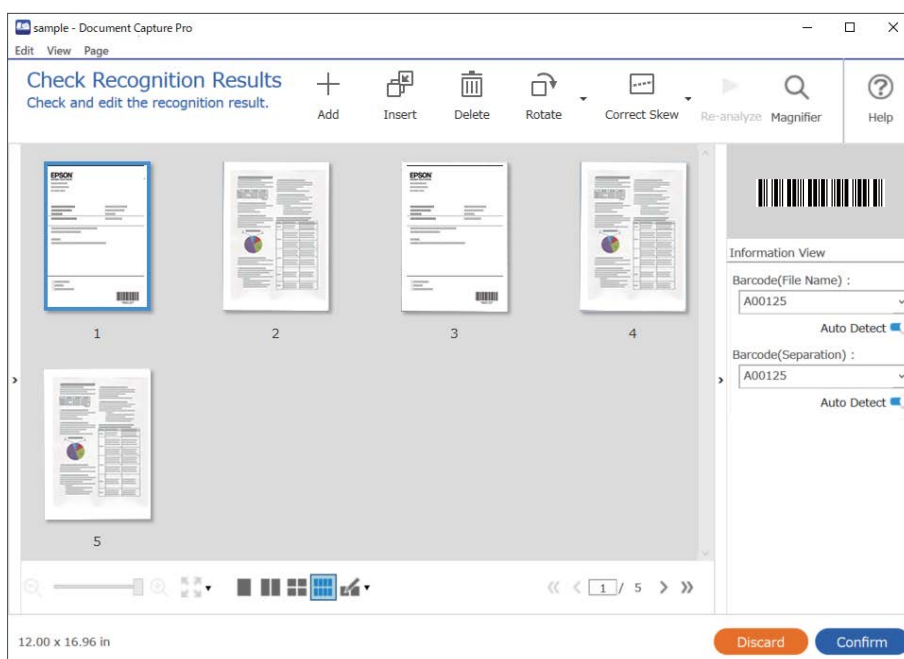 sample - Document Capture Pro
Edit View Page
Check Recognition Results
Check and edit the recognition result.
Add
Insert
Delete
Rotate
Correct Skew
Re-analyze
Magnifier
Help
EPSON
EPSON
1
2
3
4
5
Information View
Barcode(File Name) :
A00125
Auto Detect
Barcode(Separation) :
A00125
Auto Detect
1 / 5
12.00 x 16.96 in
Discard
Confirm